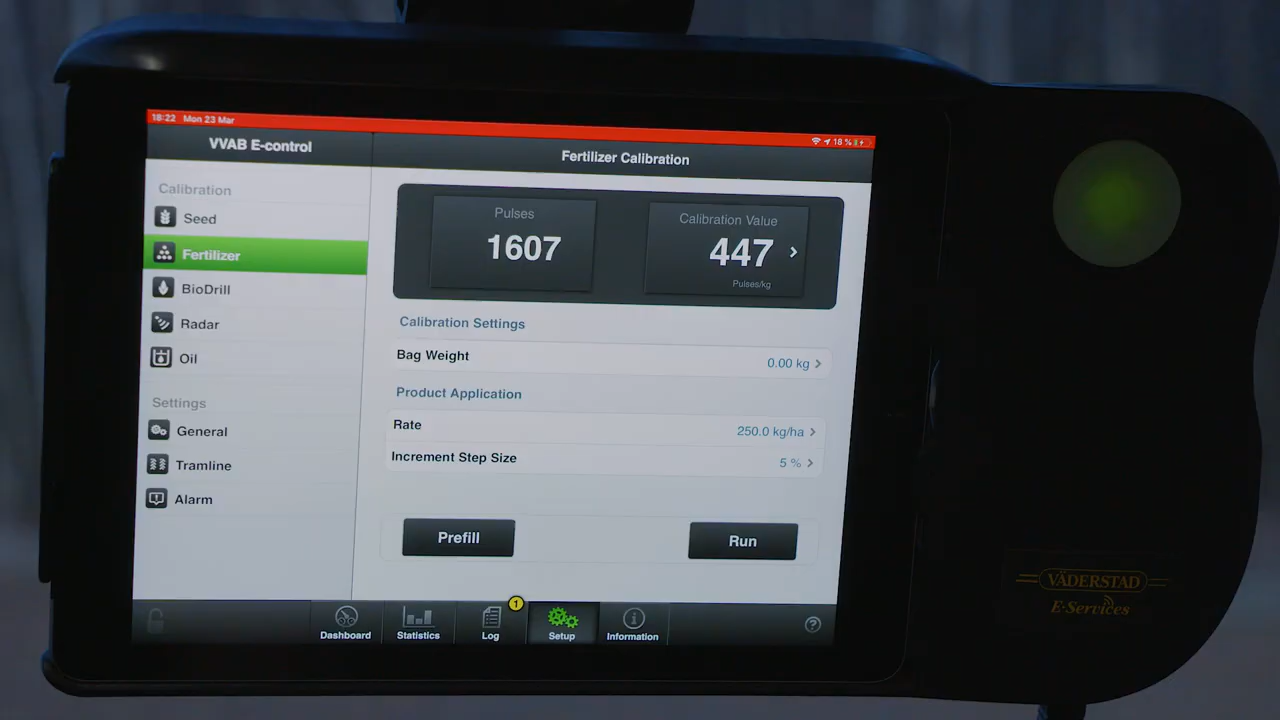 18:22 Mon 23 Mar
18 %
VVAB E-control
Fertilizer Calibration
Calibration
Seed
Fertilizer
BioDrill
Radar
Oil
Settings
General
Tramline
Alarm
Pulses
1607
Calibration Value
447
Pulses/kg
Calibration Settings
Bag Weight
0.00 kg
Product Application
Rate
250.0 kg/ha
Increment Step Size
5 %
Prefill
Run
Dashboard
Statistics
1
Log
Setup
Information
?
VÄDERSTAD
E-Services